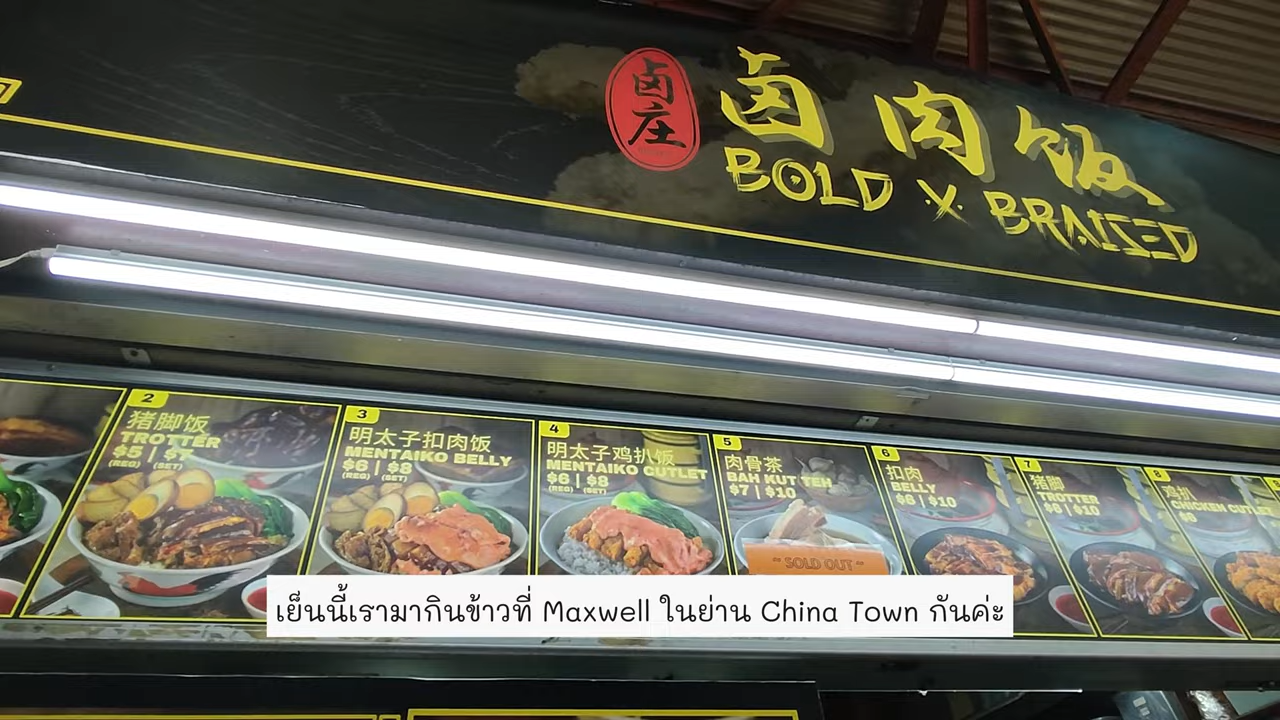 卤庄
卤肉饭
BOLD X BRAISED
2
猪脚饭
TROTTER
$5 | $7
(REG) (SET)
3
明太子扣肉饭
MENTAIKO BELLY
$6 | $8
(REG) (SET)
4
明太子鸡扒饭
MENTAIKO CUTLET
$6 | $8
(REG) (SET)
5
肉骨茶
BAH KUT TEH
$7 | $10
~ SOLD OUT ~
6
扣肉
BELLY
$8 | $10
7
猪脚
TROTTER
$8 | $10
8
鸡扒
CHICKEN CUTLET
เย็นนี้เรามากินข้าวที่ Maxwell ในย่าน China Town กันค่ะ